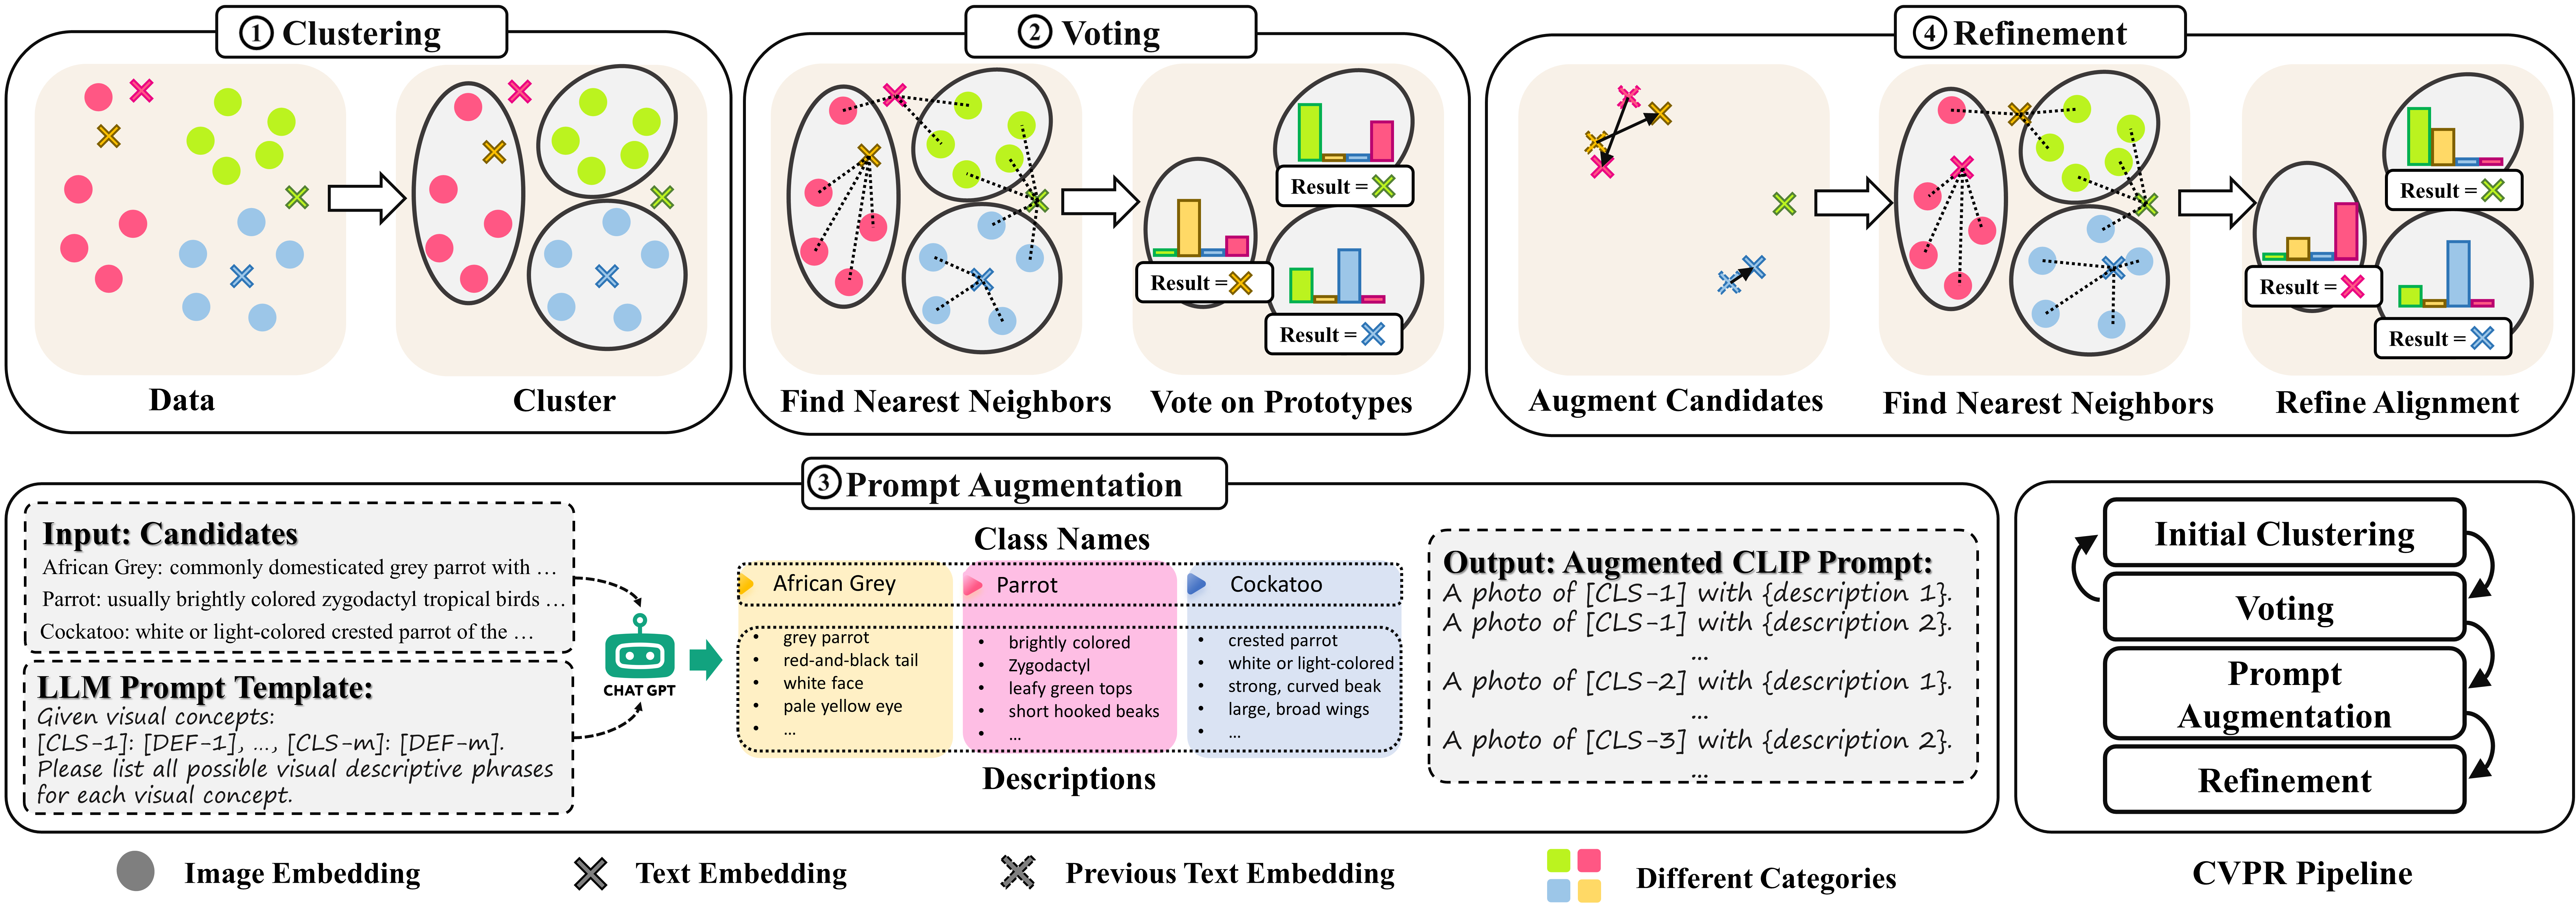 ① Clustering
Data
Cluster
② Voting
Find Nearest Neighbors
Vote on Prototypes
Result =
Result =
Result =
④ Refinement
Augment Candidates
Find Nearest Neighbors
Refine Alignment
Result =
Result =
Result =
③ Prompt Augmentation
Input: Candidates
African Grey: commonly domesticated grey parrot with ...
Parrot: usually brightly colored zygodactyl tropical birds ...
Cockatoo: white or light-colored crested parrot of the ...
LLM Prompt Template:
Given visual concepts:
[CLS-1]: [DEF-1], ..., [CLS-m]: [DEF-m].
Please list all possible visual descriptive phrases
for each visual concept.
CHAT GPT
Class Names
African Grey
• grey parrot
• red-and-black tail
• white face
• pale yellow eye
• ...
Parrot
• brightly colored
• Zygodactyl
• leafy green tops
• short hooked beaks
• ...
Cockatoo
• crested parrot
• white or light-colored
• strong, curved beak
• large, broad wings
• ...
Descriptions
Output: Augmented CLIP Prompt:
A photo of [CLS-1] with {description 1}.
A photo of [CLS-1] with {description 2}.
...
A photo of [CLS-2] with {description 1}.
...
A photo of [CLS-3] with {description 2}.
...
Initial Clustering
Voting
Prompt
Augmentation
Refinement
CVPR Pipeline
Image Embedding
Text Embedding
Previous Text Embedding
Different Categories